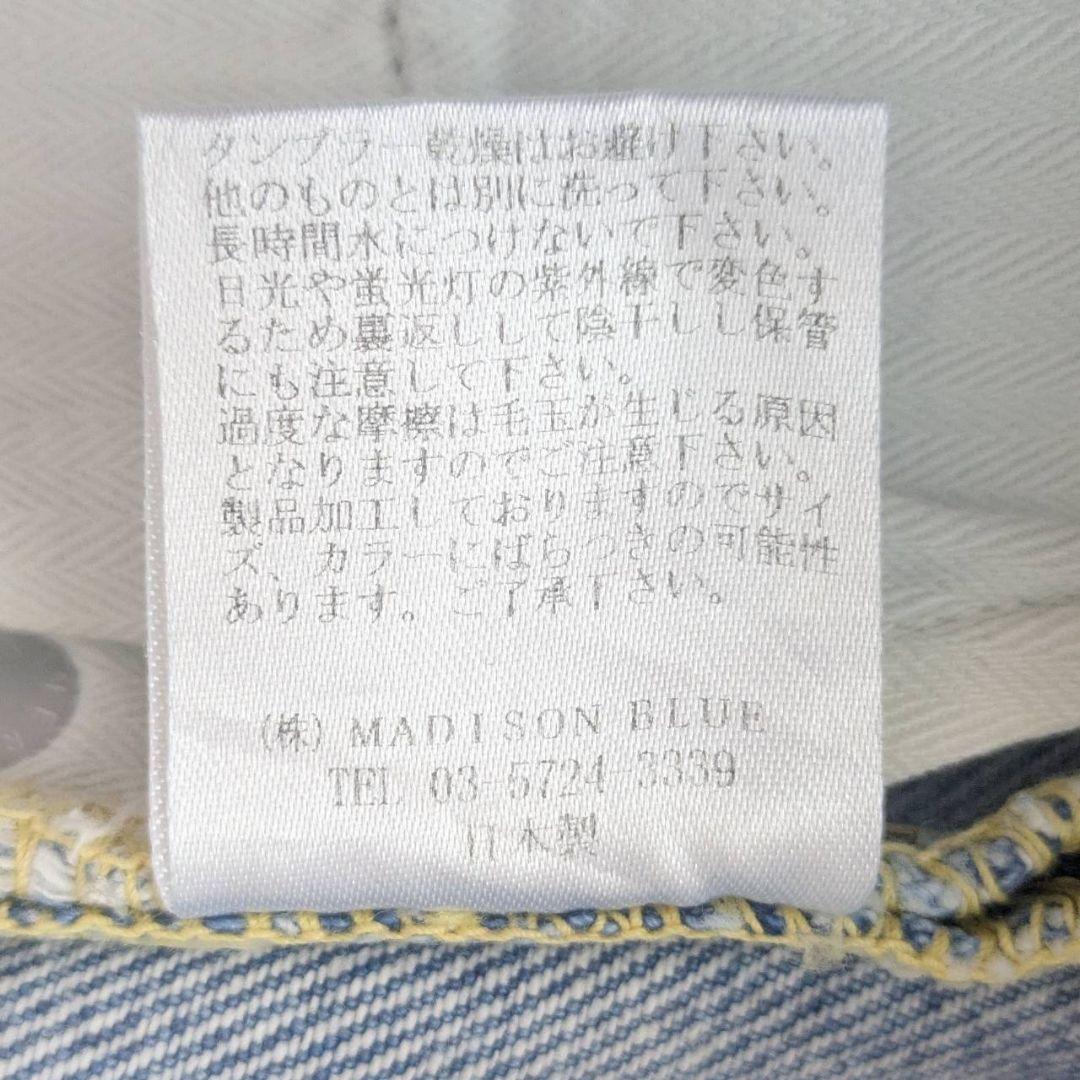 タンブラー乾燥はお避け下さい。
他のものとは別に洗って下さい。
長時間水につけないで下さい。
日光や蛍光灯の紫外線で変色す
るため裏返しして陰干しし保管
にも注意して下さい。
過度な摩擦は毛玉が生じる原因
となりますのでご注意下さい。
製品加工しておりますのでサイ
ズ、カラーにばらつきの可能性
あります。ご了承下さい。
(株) MADISON BLUE
TEL 03-5724-3339
日本製